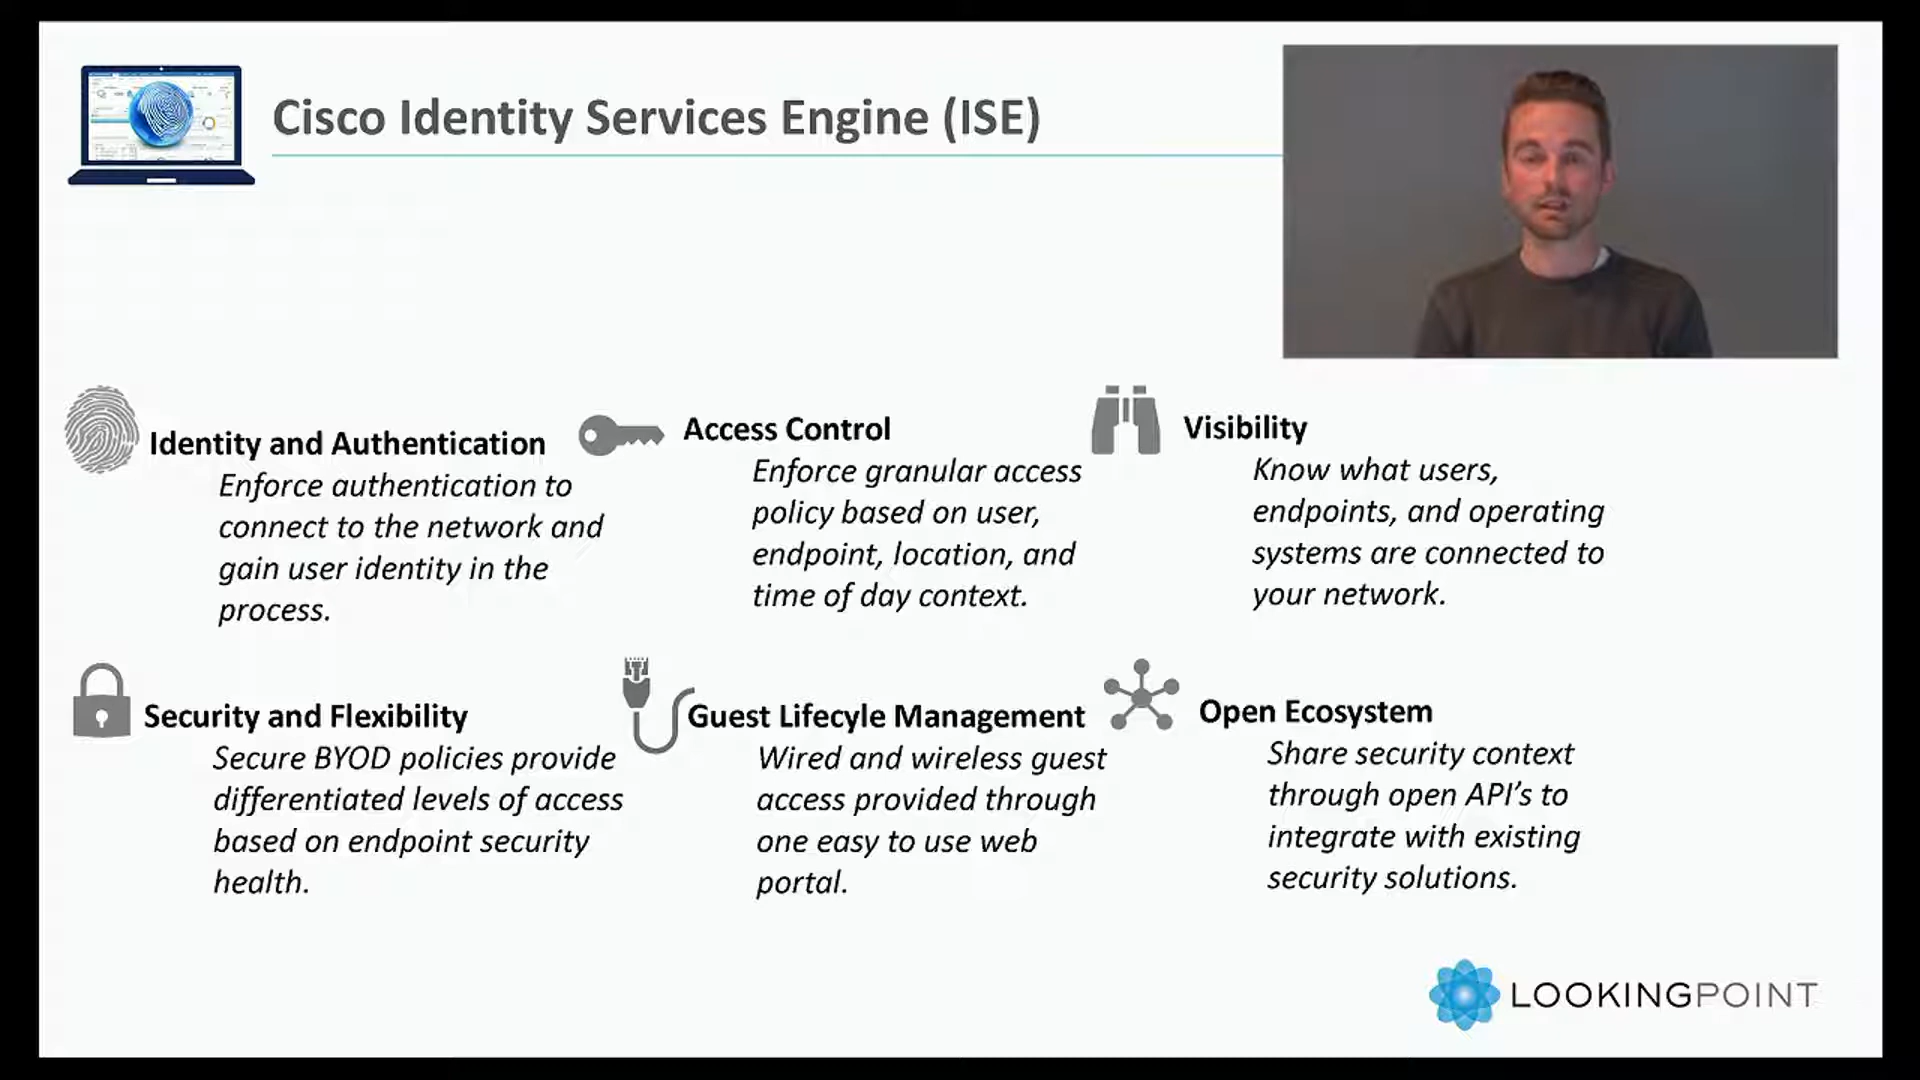 Cisco Identity Services Engine (ISE)
Identity and Authentication
Enforce authentication to
connect to the network and
gain user identity in the
process.
Access Control
Enforce granular access
policy based on user,
endpoint, location, and
time of day context.
Visibility
Know what users,
endpoints, and operating
systems are connected to
your network.
Security and Flexibility
Secure BYOD policies provide
differentiated levels of access
based on endpoint security
health.
Guest Lifecyle Management
Wired and wireless guest
access provided through
one easy to use web
portal.
Open Ecosystem
Share security context
through open API’s to
integrate with existing
security solutions.
LOOKINGPOINT